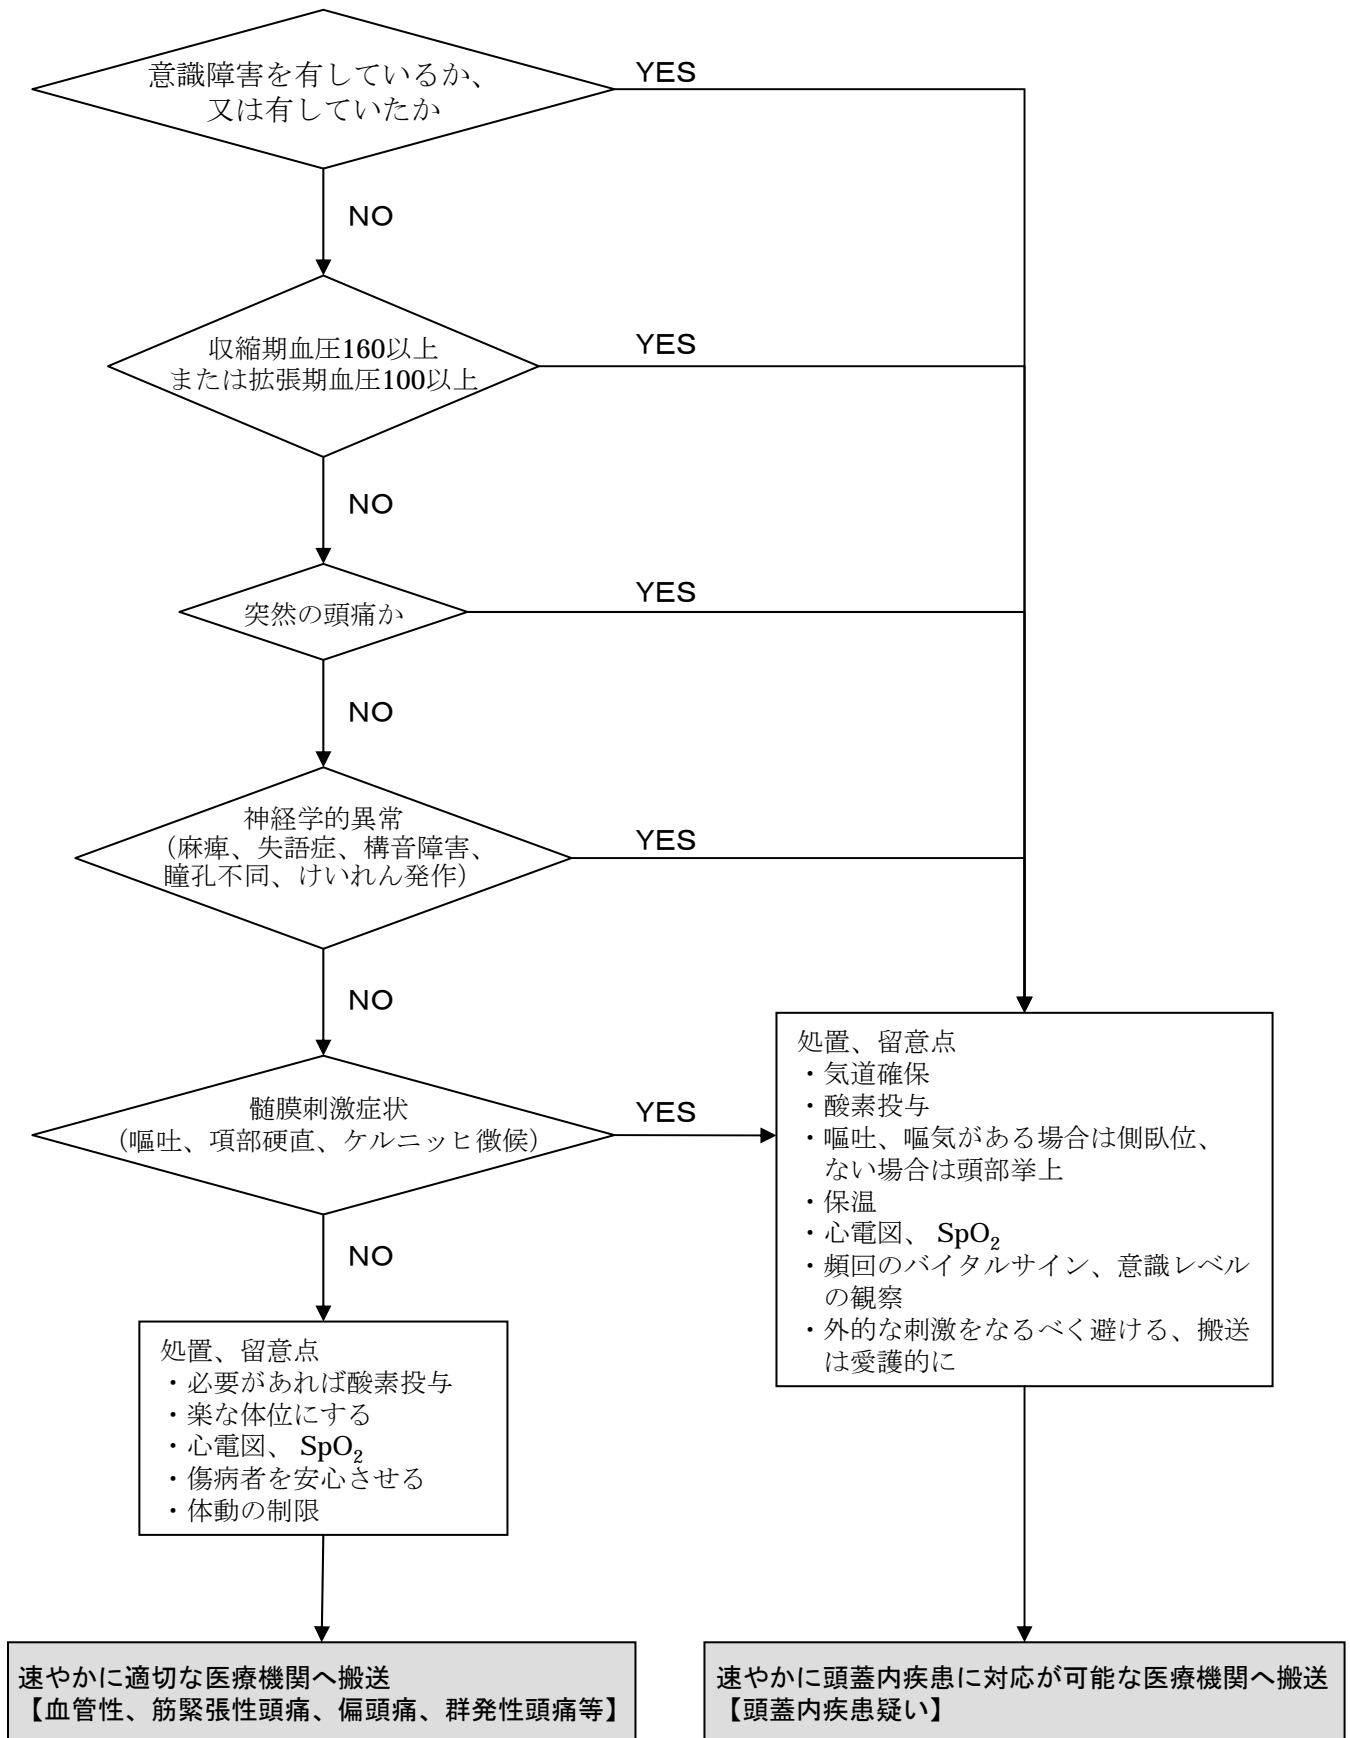 意識障害を有しているか、
又は有していたか
YES
NO
収縮期血圧160以上
または拡張期血圧100以上
YES
NO
突然の頭痛か
YES
NO
神経学的異常
（麻痺、失語症、構音障害、
瞳孔不同、けいれん発作）
YES
NO
髄膜刺激症状
（嘔吐、項部硬直、ケルニッヒ徴候）
YES
NO
処置、留意点
・気道確保
・酸素投与
・嘔吐、嘔気がある場合は側臥位、
ない場合は頭部挙上
・保温
・心電図、 SpO₂
・頻回のバイタルサイン、意識レベル
の観察
・外的な刺激をなるべく避ける、搬送
は愛護的に
処置、留意点
・必要があれば酸素投与
・楽な体位にする
・心電図、 SpO₂
・傷病者を安心させる
・体動の制限
速やかに適切な医療機関へ搬送
【血管性、筋緊張性頭痛、偏頭痛、群発性頭痛等】
速やかに頭蓋内疾患に対応が可能な医療機関へ搬送
【頭蓋内疾患疑い】